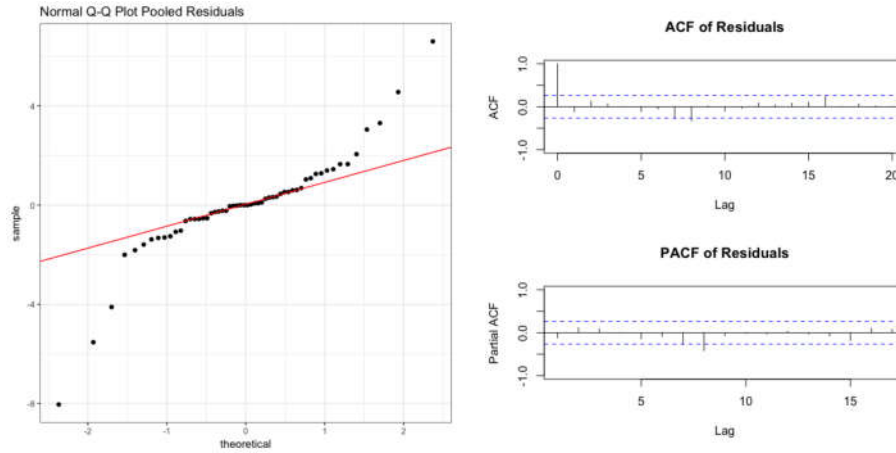 Normal Q-Q Plot Pooled Residuals
4
0
-4
-8
sample
-2
-1
0
1
2
theoretical
ACF of Residuals
1.0
0.0
-1.0
ACF
0
5
10
15
20
Lag
PACF of Residuals
1.0
0.0
-1.0
Partial ACF
5
10
15
Lag